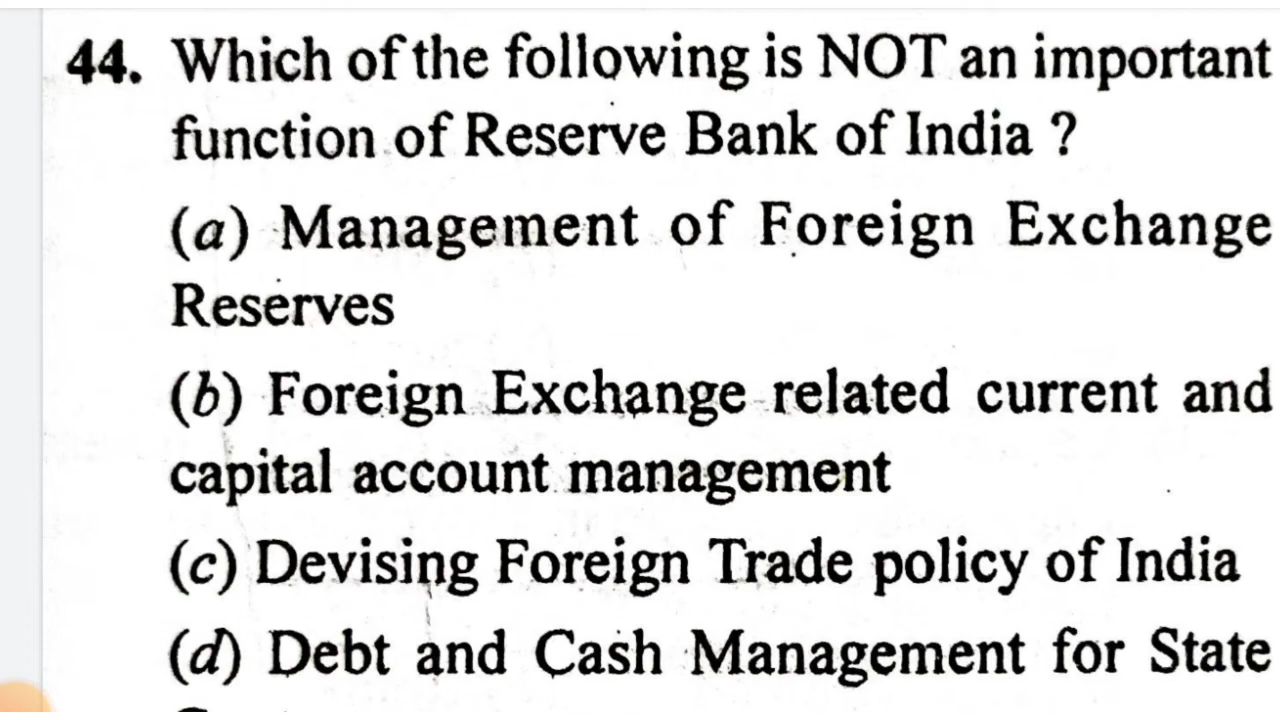 44. Which of the following is NOT an important
function of Reserve Bank of India ?
(a) Management of Foreign Exchange
Reserves
(b) Foreign Exchange related current and
capital account management
(c) Devising Foreign Trade policy of India
(d) Debt and Cash Management for State